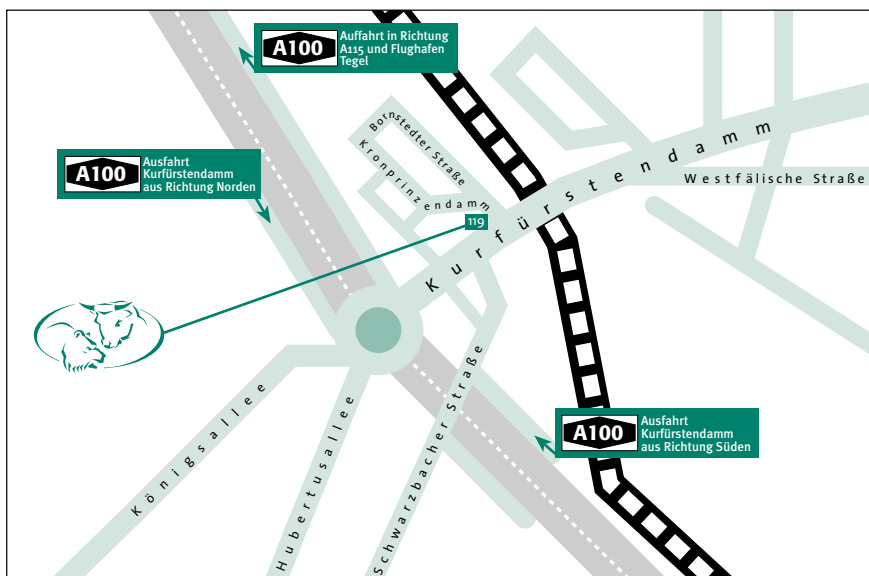 A100
Auffahrt in Richtung
A115 und Flughafen
Tegel
A100
Ausfahrt
Kurfürstendamm
aus Richtung Norden
Bornstedter Straße
Kronprinzendamm
119
Kurfürstendamm
Westfälische Straße
A100
Ausfahrt
Kurfürstendamm
aus Richtung Süden
Königsallee
Hubertusallee
Schwarzbacher Straße